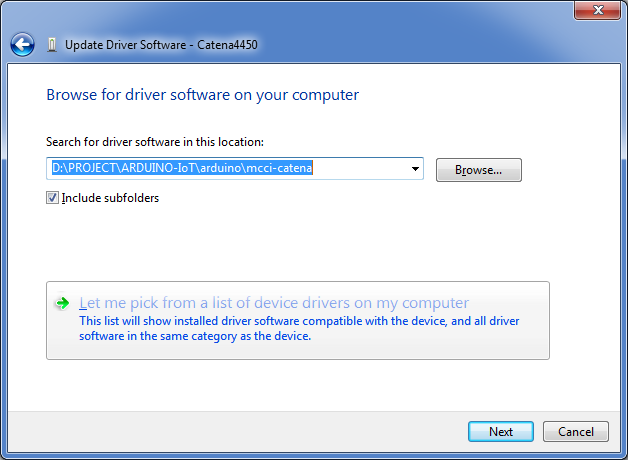 Update Driver Software - Catena4450
Browse for driver software on your computer
Search for driver software in this location:
D:\PROJECT\ARDUINO-IoT\arduino\mcci-catena
Browse...
Include subfolders
Let me pick from a list of device drivers on my computer
This list will show installed driver software compatible with the device, and all driver
software in the same category as the device.
Next
Cancel